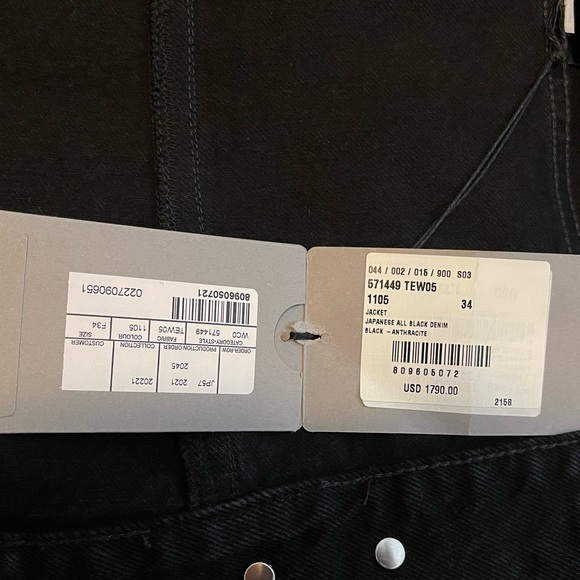 044 / 002 / 015 / 900 S03
571449 TEW05
1105 34
JACKET
JAPANESE ALL BLACK DENIM
BLACK -ANTHRACITE
809605072
USD 1790.00
2158
CUSTOMER COLLECTION PRODUCTION ORDER ORDER-ROW
20221 2021 JP57
2045
SIZE COLOUR FABRIC CATEGORY-STYLE
F34 1105 TEW05 571449 WC0
8096050721
0227090651